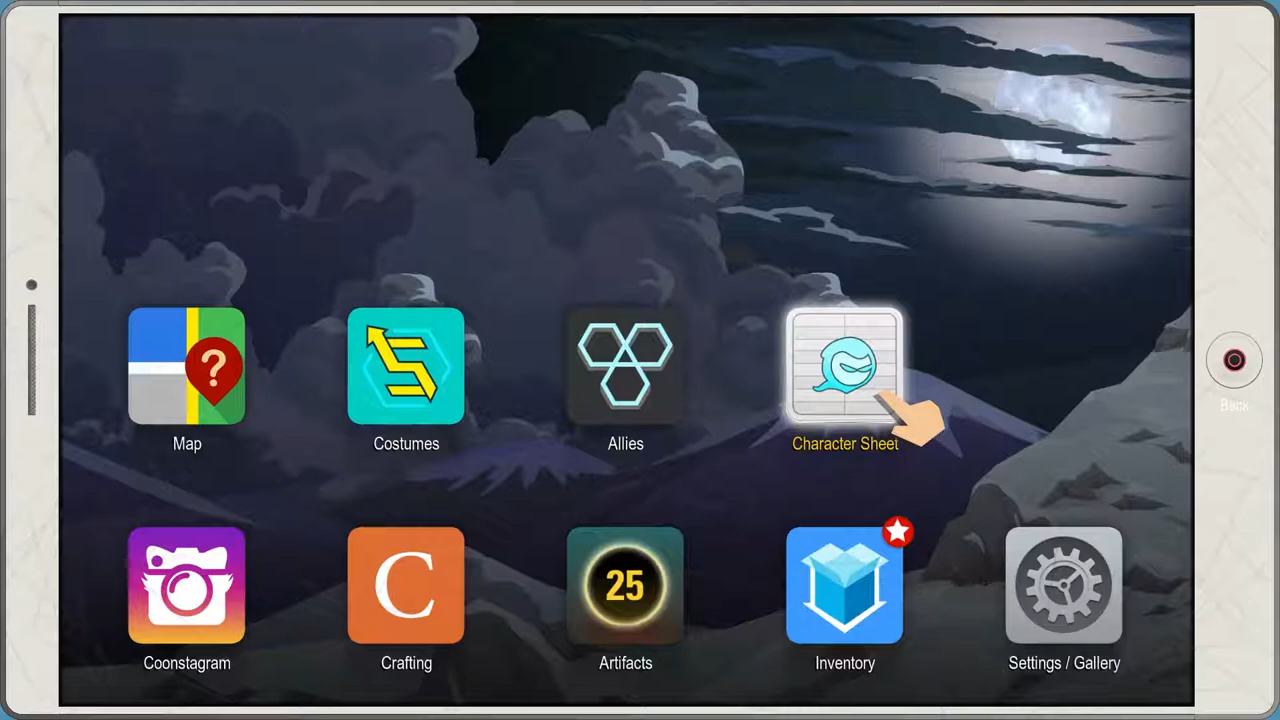 ?
Map
Costumes
Allies
Character Sheet
Back
C
25
Coonstagram
Crafting
Artifacts
Inventory
Settings / Gallery